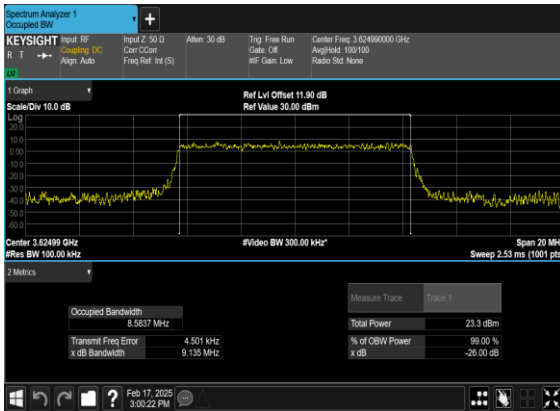 Spectrum Analyzer 1
Occupied BW
KEYSIGHT Input: RF Input Z: 50 Ω Atten: 30 dB Trig: Free Run Center Freq: 3.624990000 GHz
R T Coupling: DC Corr CCorr Gate: Off Avg|Hold: 100/100
Align: Auto Freq Ref: Int (S) #IF Gain: Low Radio Std: None
LXI
1 Graph
Ref Lvl Offset 11.90 dB
Scale/Div 10.0 dB Ref Value 30.00 dBm
Log
20.0
10.0
0.00
-10.0
-20.0
-30.0
-40.0
-50.0
-60.0
Center 3.62499 GHz #Video BW 300.00 kHz* Span 20 MH
#Res BW 100.00 kHz Sweep 2.53 ms (1001 pts
2 Metrics
Measure Trace Trace 1
Occupied Bandwidth
8.5837 MHz Total Power 23.3 dBm
Transmit Freq Error 4.501 kHz % of OBW Power 99.00 %
x dB Bandwidth 9.135 MHz x dB -26.00 dB
Feb 17, 2025
3:00:22 PM